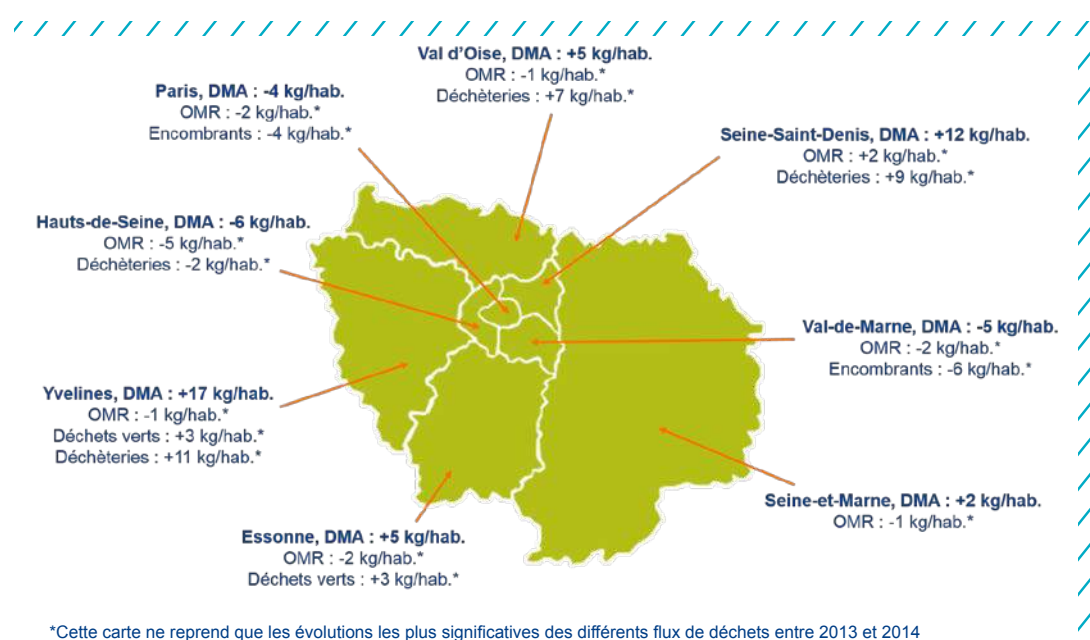 Val d'Oise, DMA : +5 kg/hab.
OMR : -1 kg/hab.*
Déchèteries : +7 kg/hab.*
Paris, DMA : -4 kg/hab.
OMR : -2 kg/hab.*
Encombrants : -4 kg/hab.*
Seine-Saint-Denis, DMA : +12 kg/hab.
OMR : +2 kg/hab.*
Déchèteries : +9 kg/hab.*
Hauts-de-Seine, DMA : -6 kg/hab.
OMR : -5 kg/hab.*
Déchèteries : -2 kg/hab.*
Val-de-Marne, DMA : -5 kg/hab.
OMR : -2 kg/hab.*
Encombrants : -6 kg/hab.*
Yvelines, DMA : +17 kg/hab.
OMR : -1 kg/hab.*
Déchets verts : +3 kg/hab.*
Déchèteries : +11 kg/hab.*
Seine-et-Marne, DMA : +2 kg/hab.
OMR : -1 kg/hab.*
Essonne, DMA : +5 kg/hab.
OMR : -2 kg/hab.*
Déchets verts : +3 kg/hab.*
*Cette carte ne reprend que les évolutions les plus significatives des différents flux de déchets entre 2013 et 2014